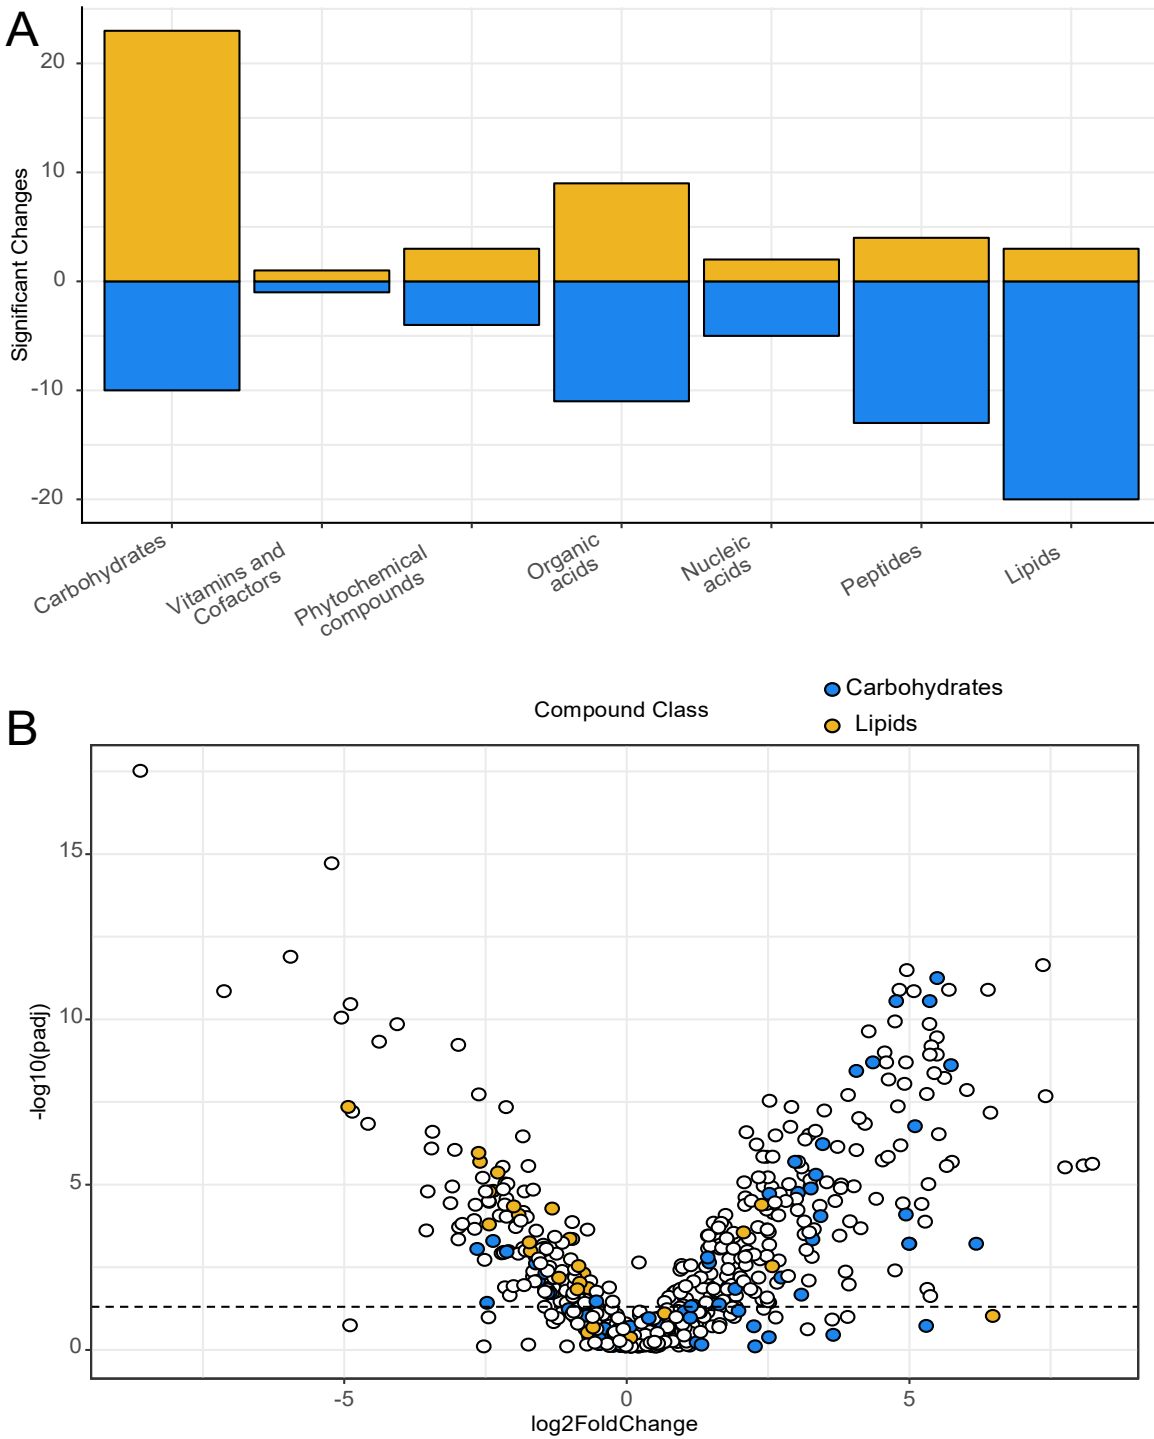 A
20
10
0
-10
-20
Significant Changes
Carbohydrates
Vitamins and
Cofactors
Phytochemical
compounds
Organic
acids
Nucleic
acids
Peptides
Lipids
Compound Class
Carbohydrates
Lipids
B
15
10
5
0
-log10(padj)
-5
0
5
log2FoldChange